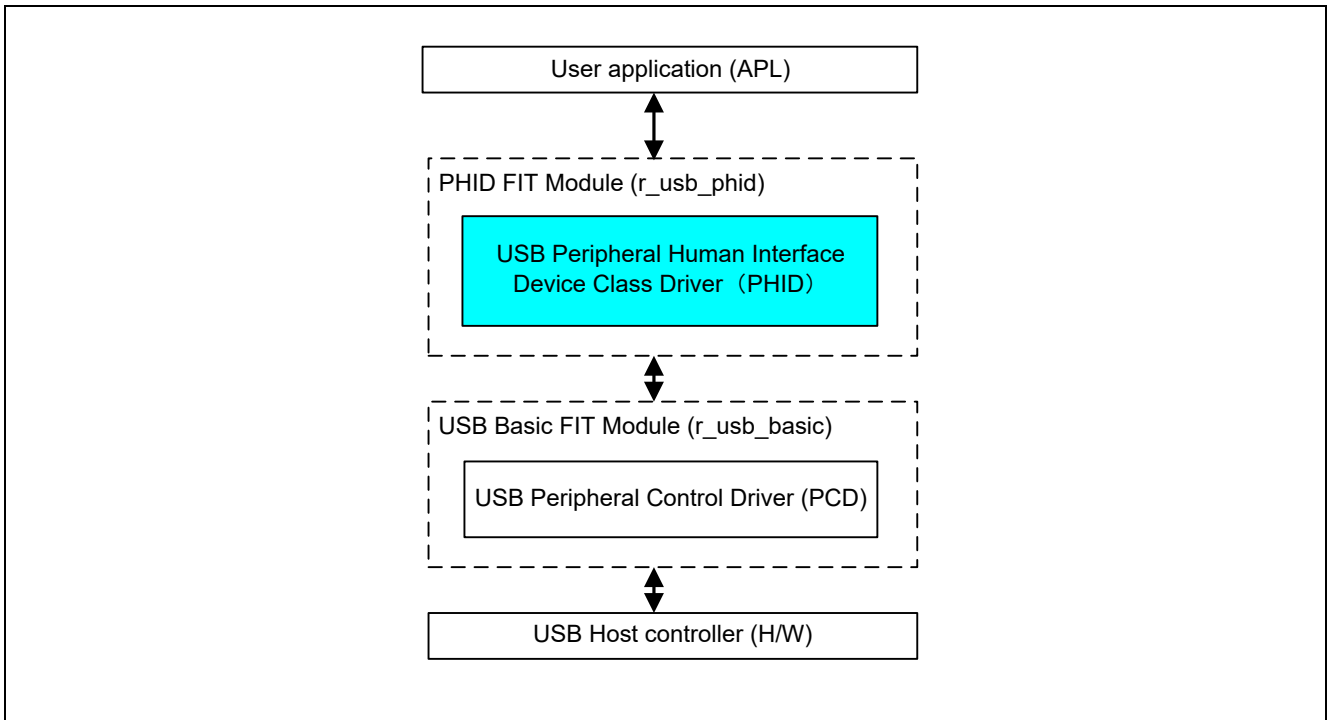 User application (APL)
PHID FIT Module (r_usb_phid)
USB Peripheral Human Interface
Device Class Driver（PHID）
USB Basic FIT Module (r_usb_basic)
USB Peripheral Control Driver (PCD)
USB Host controller (H/W)